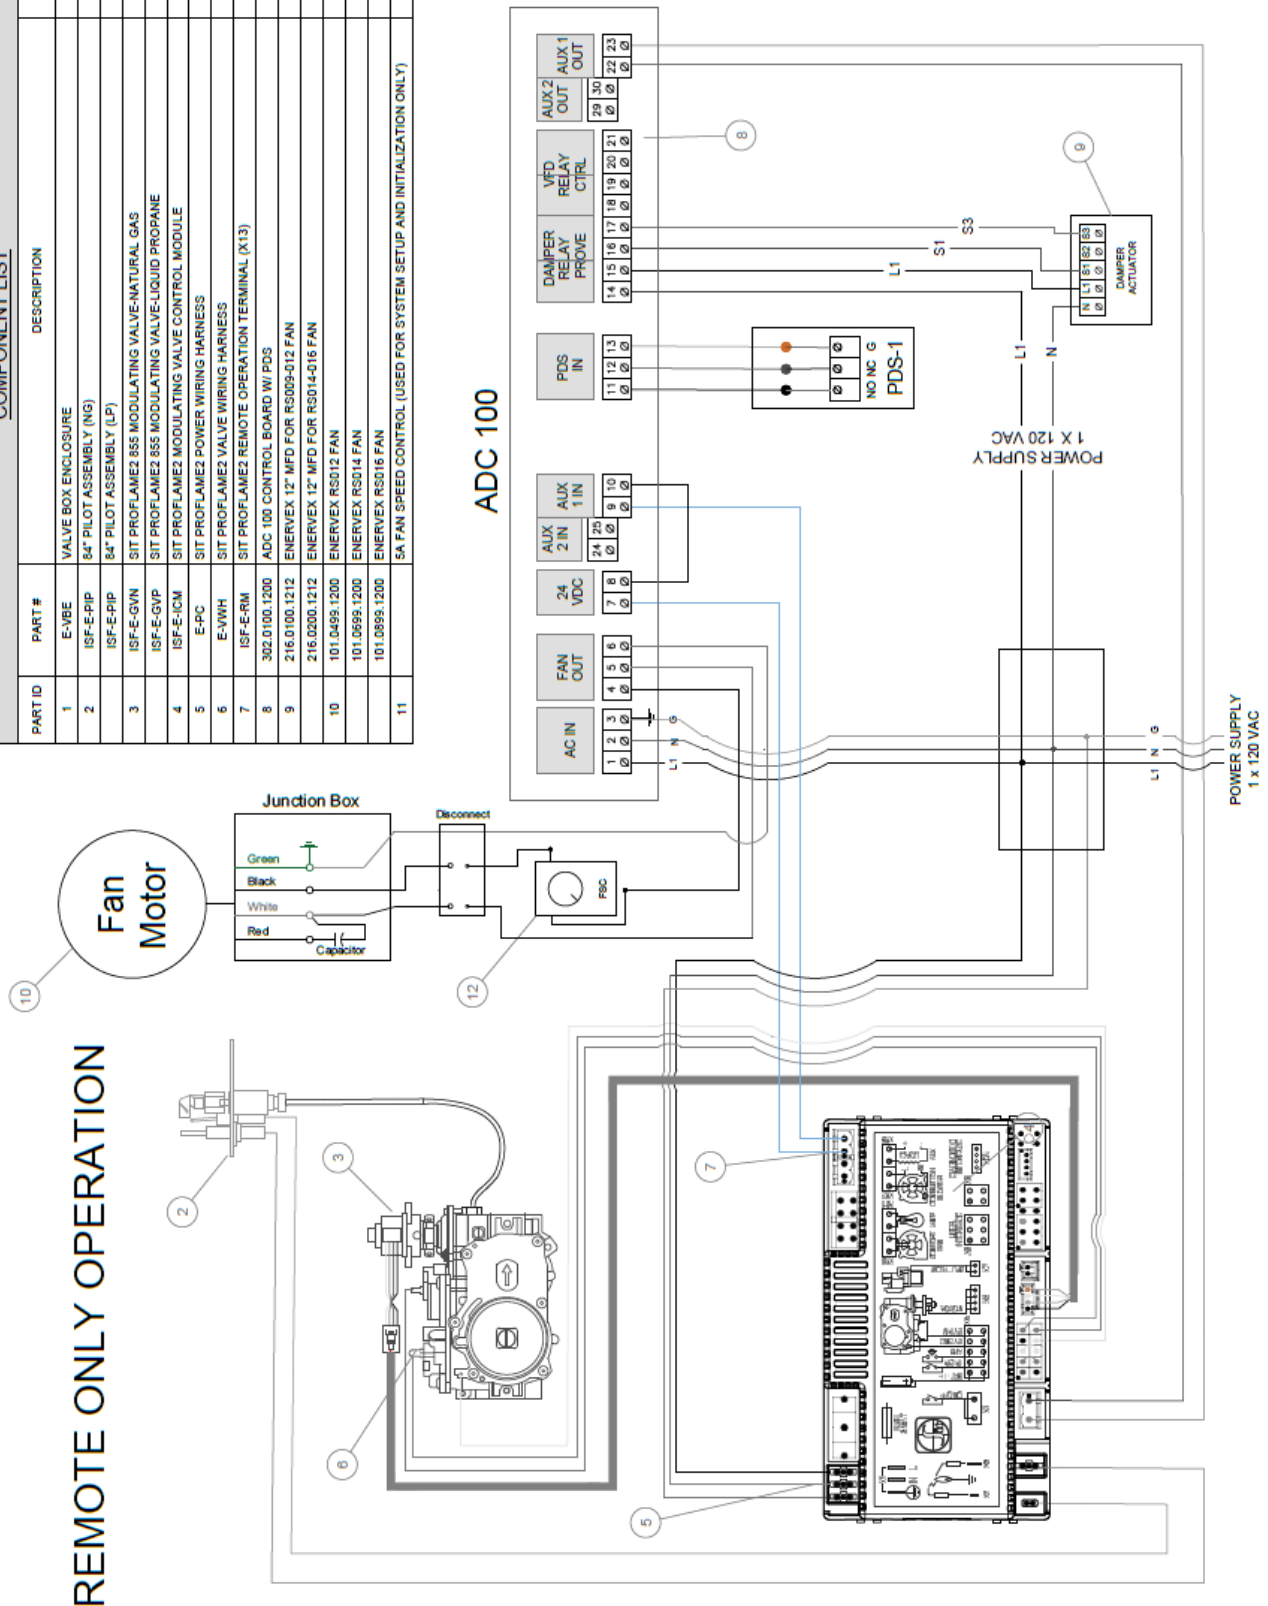 REMOTE ONLY OPERATION
COMPONENT LIST
PART ID PART # DESCRIPTION
1 E-VBE VALVE BOX ENCLOSURE
2 ISF-E-PIP 84" PILOT ASSEMBLY (NG)
ISF-E-PIP 84" PILOT ASSEMBLY (LP)
3 ISF-E-GVN SIT PROFLAME2 855 MODULATING VALVE-NATURAL GAS
ISF-E-GVP SIT PROFLAME2 855 MODULATING VALVE-LIQUID PROPANE
4 ISF-E-ICM SIT PROFLAME2 MODULATING VALVE CONTROL MODULE
5 E-PC SIT PROFLAME2 POWER WIRING HARNESS
6 E-VWH SIT PROFLAME2 VALVE WIRING HARNESS
7 ISF-E-RM SIT PROFLAME2 REMOTE OPERATION TERMINAL (X13)
8 302.0100.1200 ADC 100 CONTROL BOARD W/ PDS
9 216.0100.1212 ENERVEX 12" MFD FOR RS009-012 FAN
216.0200.1212 ENERVEX 12" MFD FOR RS014-016 FAN
10 101.0499.1200 ENERVEX RS012 FAN
101.0699.1200 ENERVEX RS014 FAN
101.0899.1200 ENERVEX RS016 FAN
11 5A FAN SPEED CONTROL (USED FOR SYSTEM SETUP AND INITIALIZATION ONLY)
10
Fan
Motor
Junction Box
Green
Black
White
Red
Capacitor
Disconnect
FSC
12
ADC 100
AC IN
FAN
OUT
24
VDC
AUX
2 IN
AUX
1 IN
PDS
IN
DAMPER
RELAY
PROVE
VFD
RELAY
CTRL
AUX 2
OUT
AUX 1
OUT
1 2 3
4 5 6
7 8
24 25
9 10
11 12 13
14 15 16 17
18 19 20 21
29 30
22 23
8
L1 N G
NO NC G
PDS-1
L1
S1
S3
9
N L1 S1 S2 S3
DAMPER
ACTUATOR
L1
N
POWER SUPPLY
1 X 120 VAC
L1 N G
POWER SUPPLY
1 x 120 VAC
2
3
6
7
5